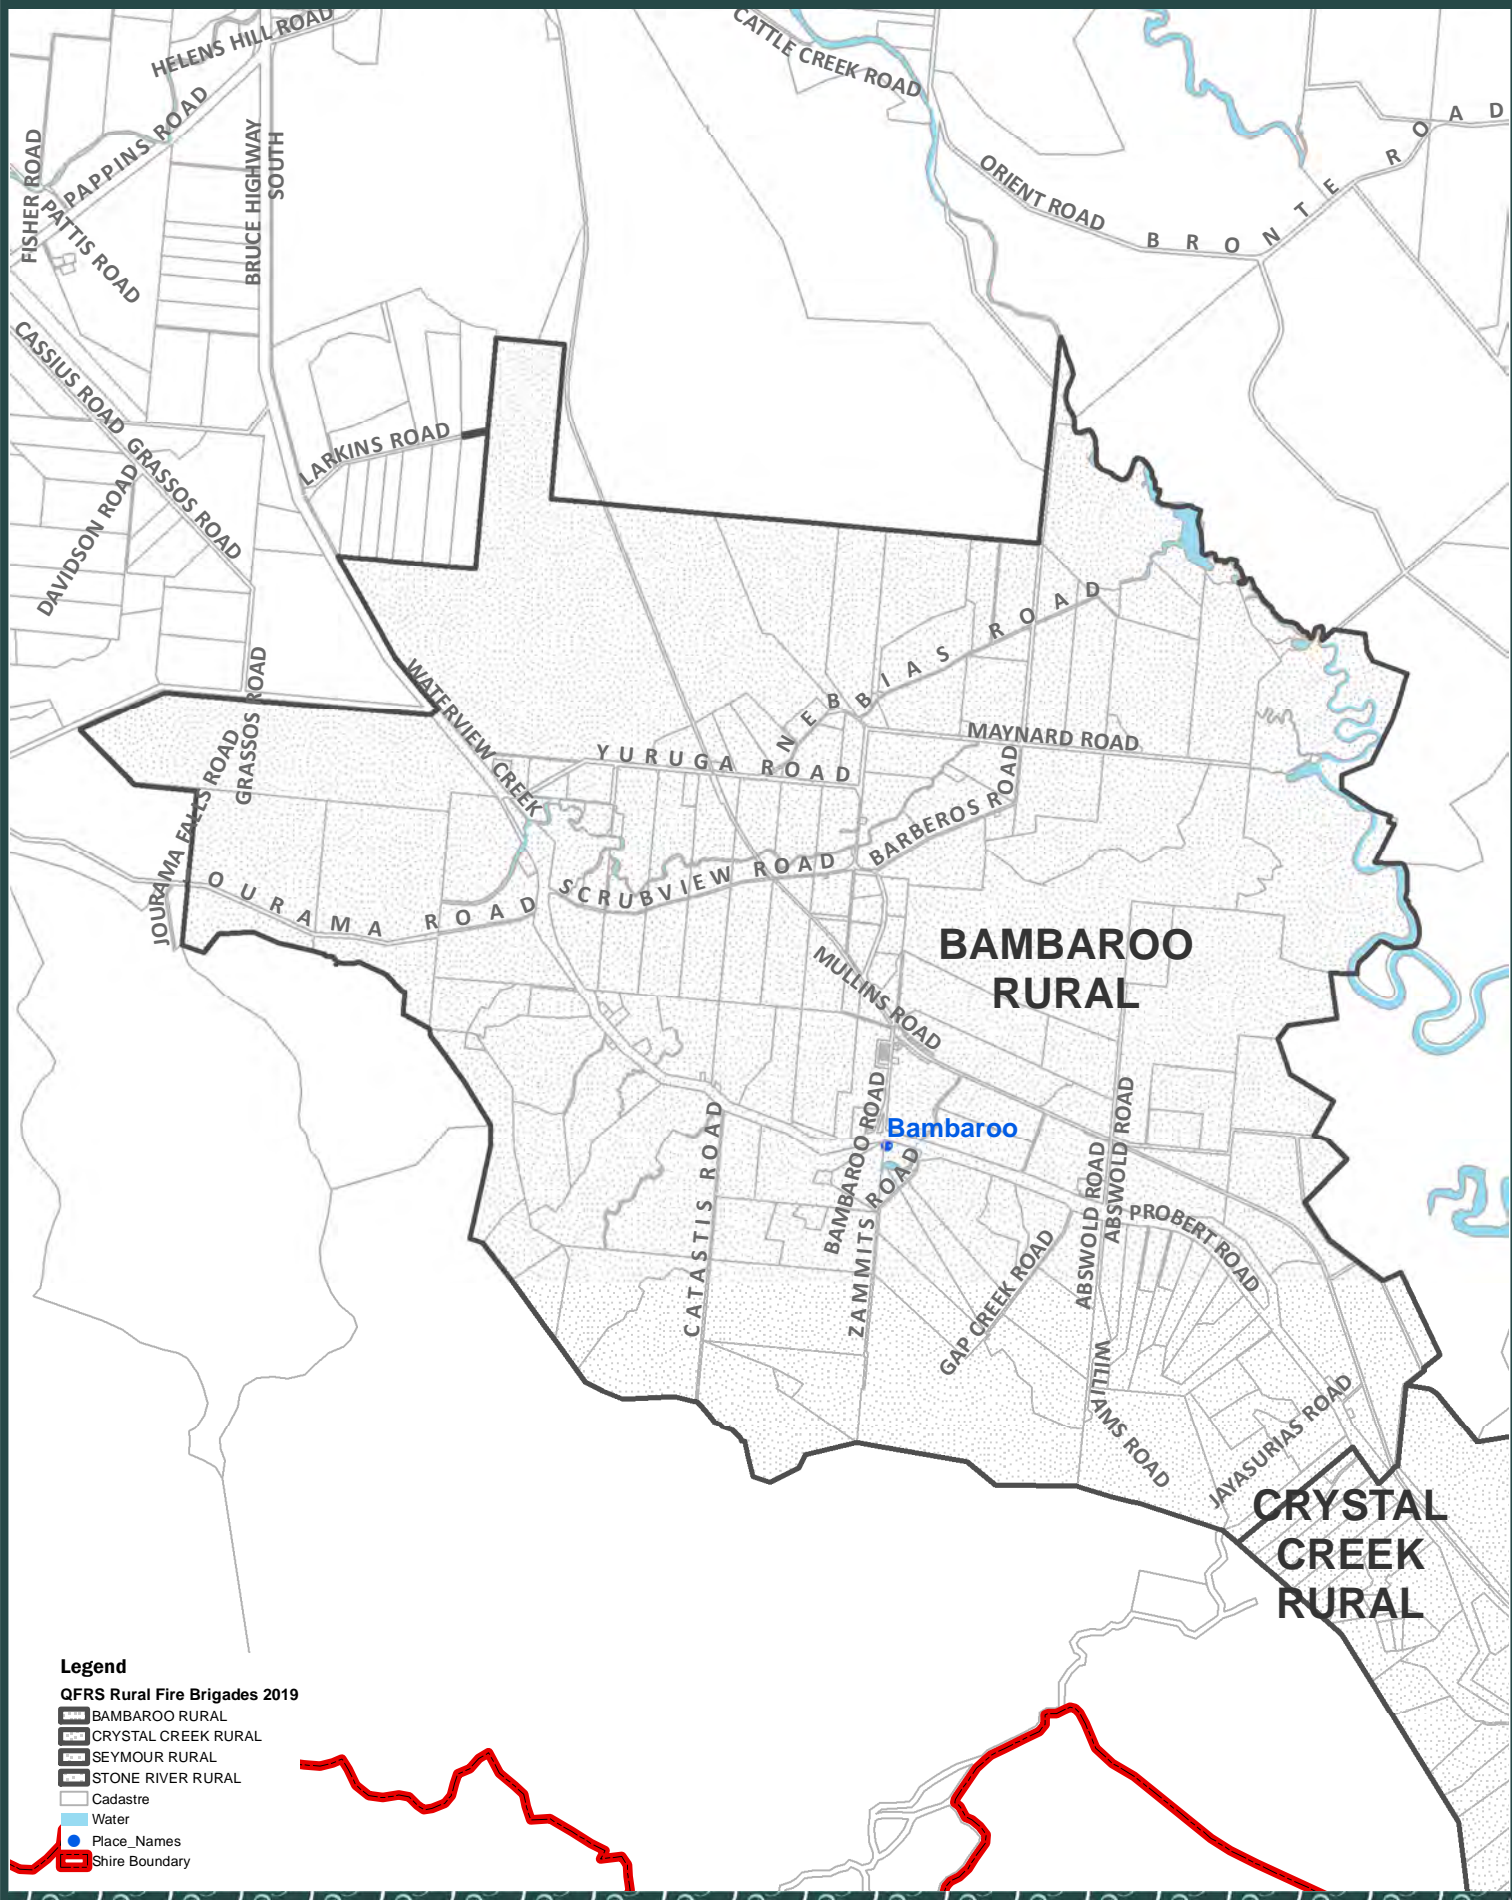 HELENS HILL ROAD
CATTLE CREEK ROAD
PAPPINS ROAD
FISHER ROAD
BRUCE HIGHWAY
SOUTH
PATTIS ROAD
ORIENT ROAD
BRONTE ROAD
CASSIUS ROAD
GRASSOS ROAD
LARKINS ROAD
DAVIDSON ROAD
GRASSOS ROAD
WATERVIEW CREEK
NEBBIAS ROAD
MAYNARD ROAD
YURUGA ROAD
JOURAMA FALLS ROAD
BARBEROS ROAD
SCRUBVIEW ROAD
OURAMA ROAD
BAMBAROO
RURAL
MULLINS ROAD
BAMBAROO ROAD
Bambaroo
CATASTIS ROAD
BAMBAROO ROAD
ZAMMITS ROAD
ABSWOLD ROAD
ABSWOLD ROAD
PROBERT ROAD
GAP CREEK ROAD
WILLIAMS ROAD
JAYASURIAS ROAD
CRYSTAL
CREEK
RURAL
Legend
QFRS Rural Fire Brigades 2019
BAMBAROO RURAL
CRYSTAL CREEK RURAL
SEYMOUR RURAL
STONE RIVER RURAL
Cadastre
Water
Place_Names
Shire Boundary